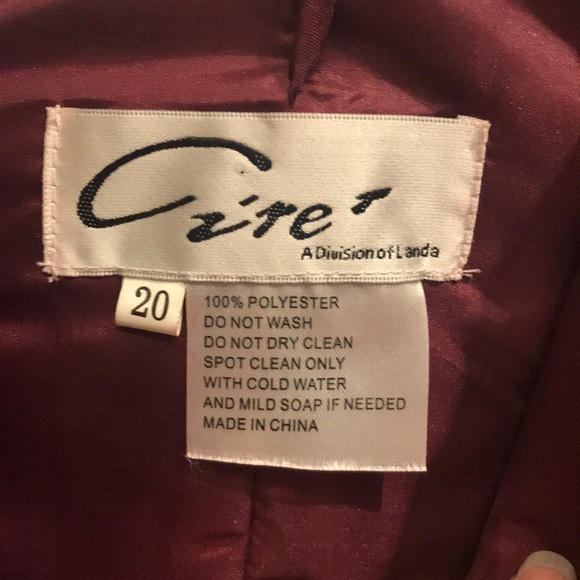 Cire
A Division of Landa
20
100% POLYESTER
DO NOT WASH
DO NOT DRY CLEAN
SPOT CLEAN ONLY
WITH COLD WATER
AND MILD SOAP IF NEEDED
MADE IN CHINA